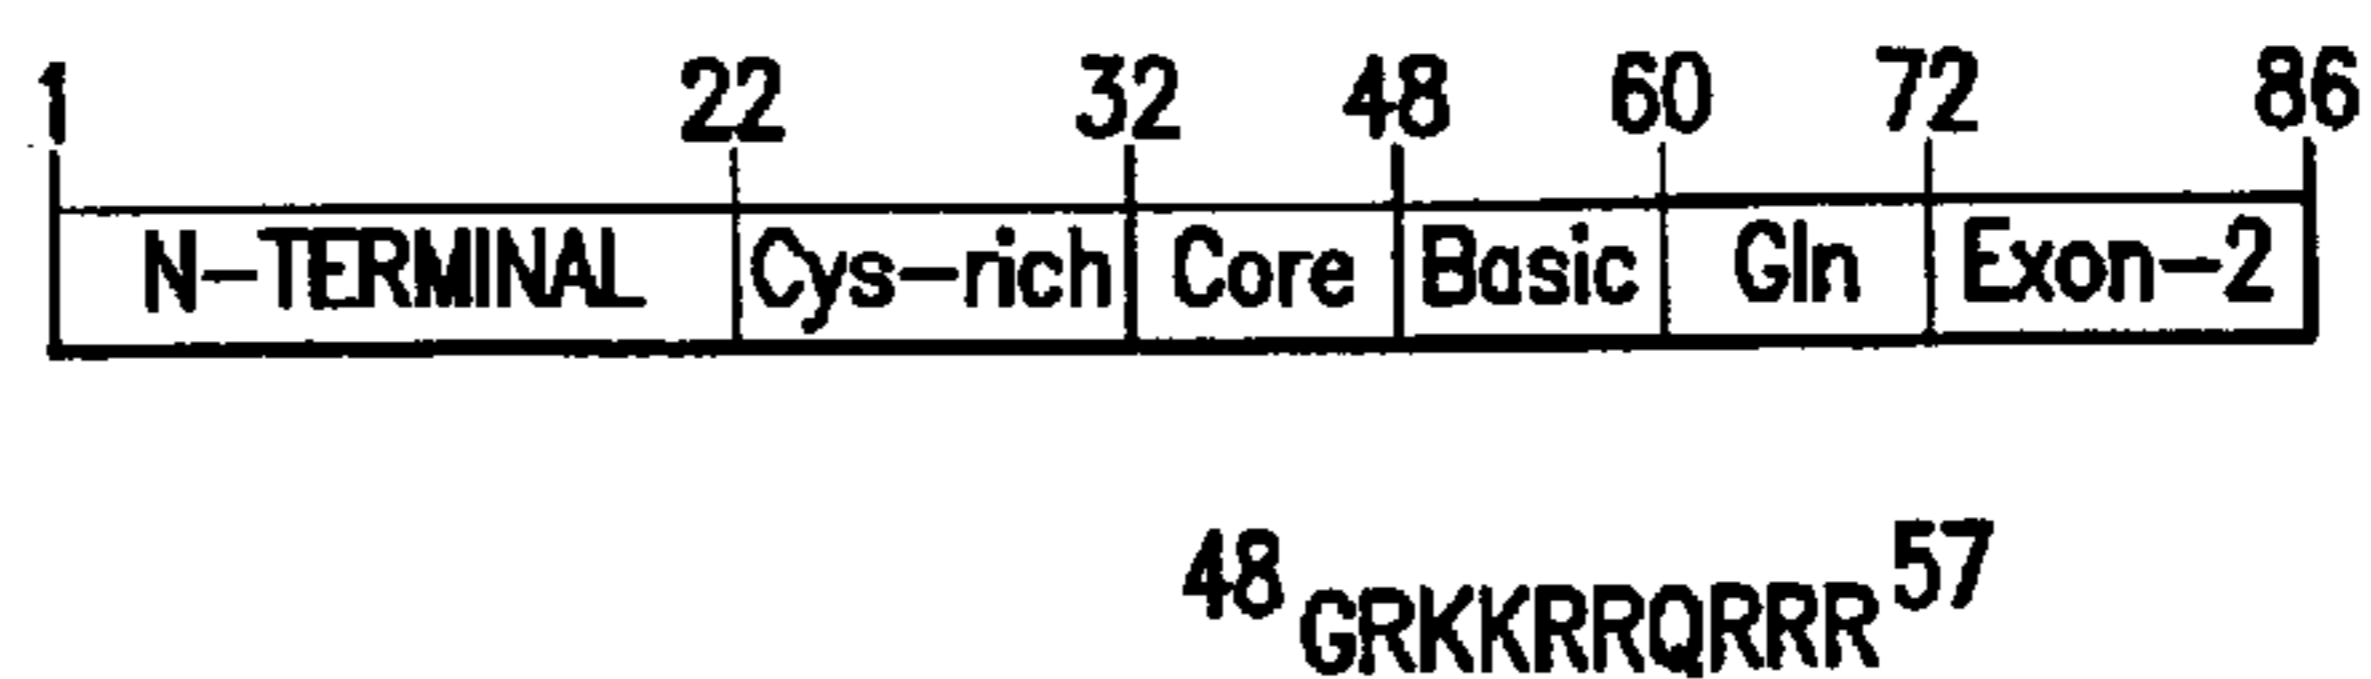 1 22 32 48 60 72 86
N-TERMINAL Cys-rich Core Basic Gln Exon-2
48 GRKKRRQRRR 57